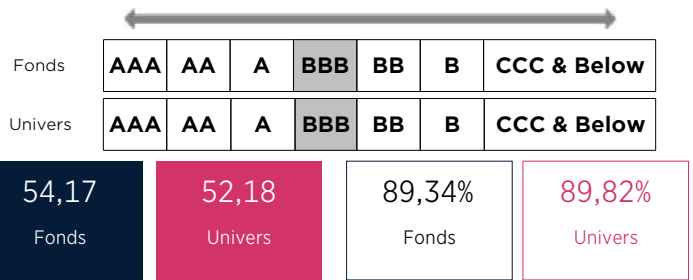 Fonds AAA AA A BBB BB B CCC & Below
Univers AAA AA A BBB BB B CCC & Below
54,17 52,18 89,34% 89,82%
Fonds Univers Fonds Univers